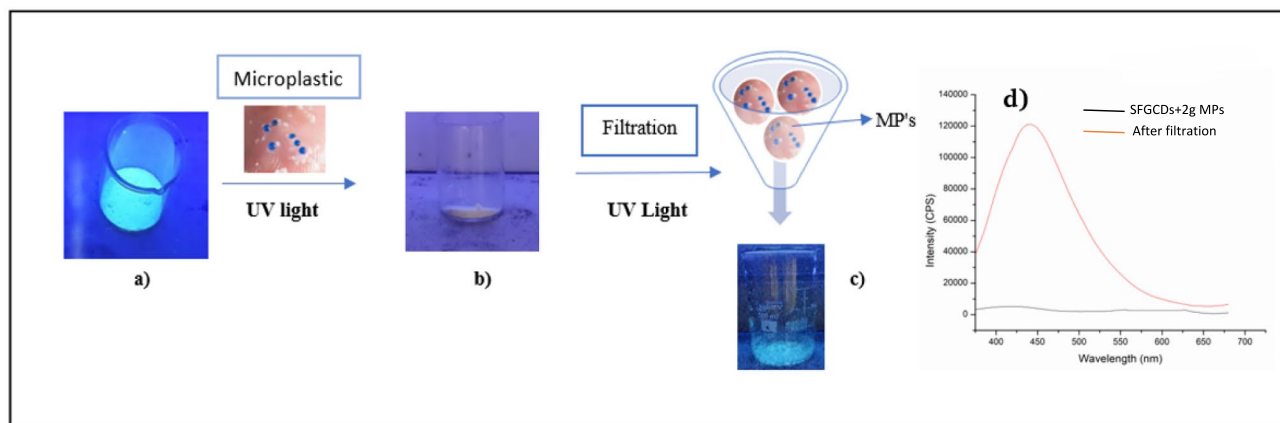 Microplastic
UV light
a)
b)
Filtration
UV Light
MP's
c)
d)
SFGCDs+2g MPs
After filtration
Intensity (CPS)
140000
120000
100000
80000
60000
40000
20000
0
400
450
500
550
600
650
700
Wavelength (nm)